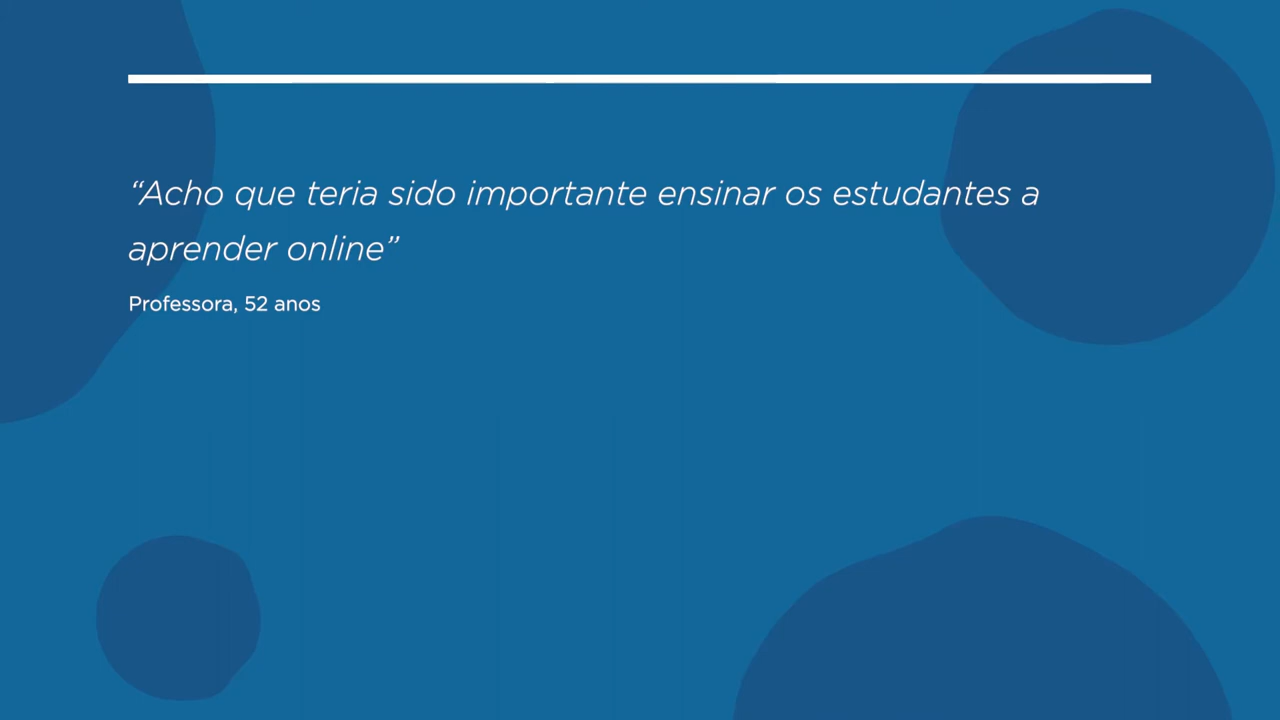 “Acho que teria sido importante ensinar os estudantes a
aprender online”
Professora, 52 anos